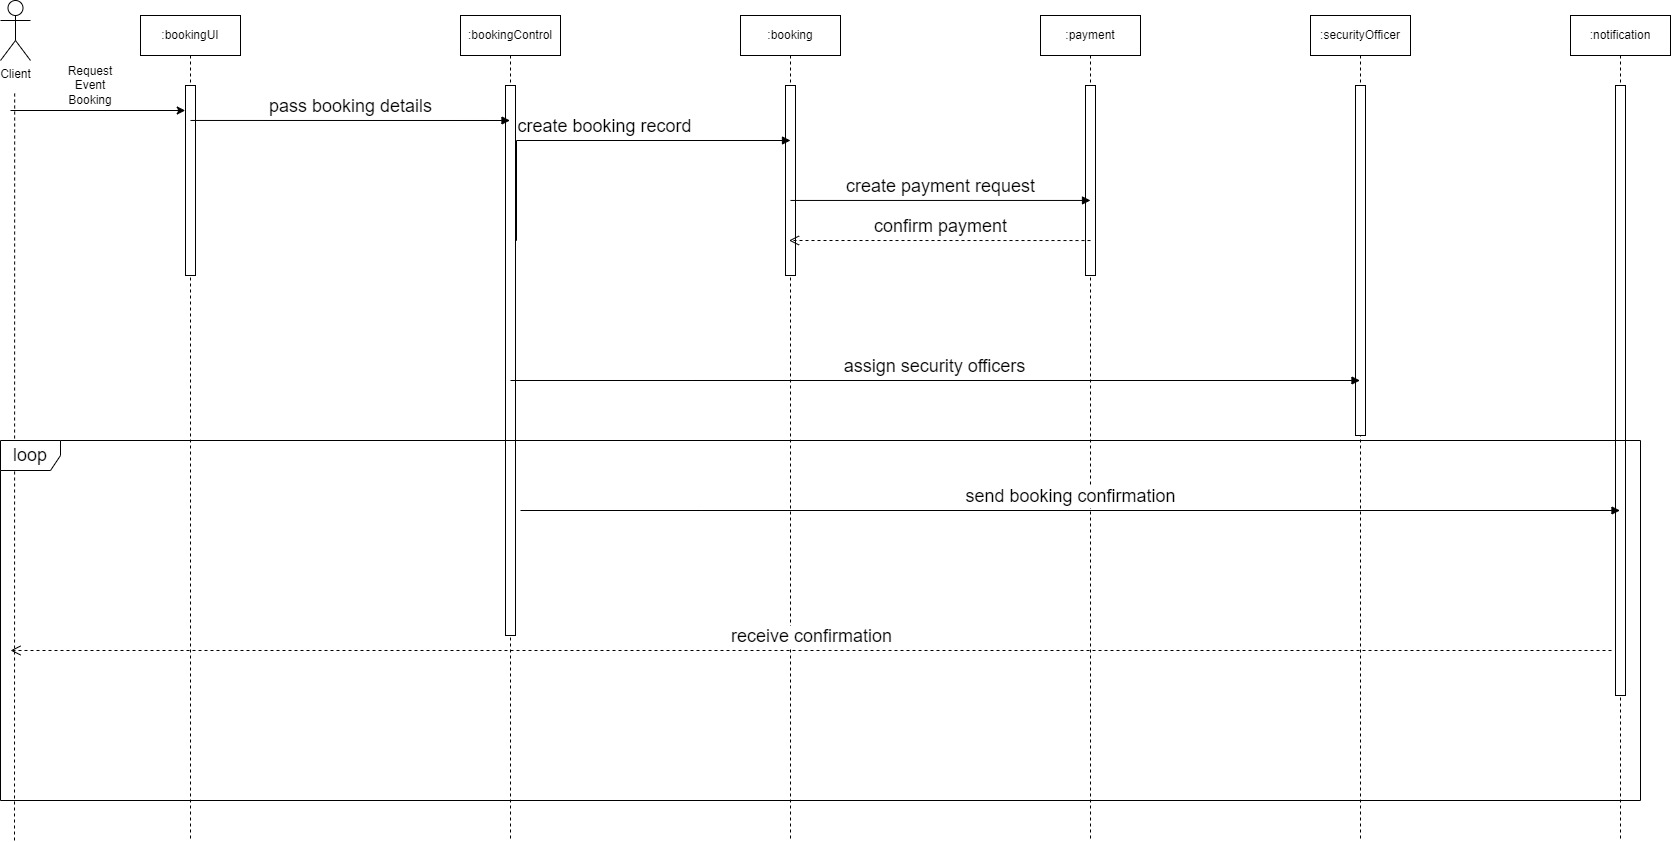 :bookingUI
:bookingControl
:booking
:payment
:securityOfficer
:notification
Client
Request
Event
Booking
pass booking details
create booking record
create payment request
confirm payment
assign security officers
loop
send booking confirmation
receive confirmation